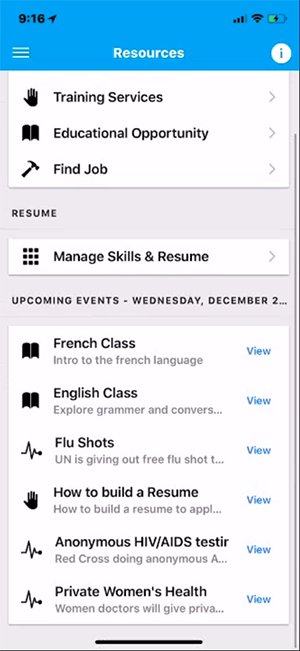 9:16
Resources
Training Services
Educational Opportunity
Find Job
RESUME
Manage Skills & Resume
UPCOMING EVENTS - WEDNESDAY, DECEMBER 2...
French Class
Intro to the french language
View
English Class
Explore grammer and convers...
View
Flu Shots
UN is giving out free flu shot t...
View
How to build a Resume
How to build a resume to appl...
View
Anonymous HIV/AIDS testin
Red Cross doing anonymous A...
View
Private Women's Health
Women doctors will give priva...
View